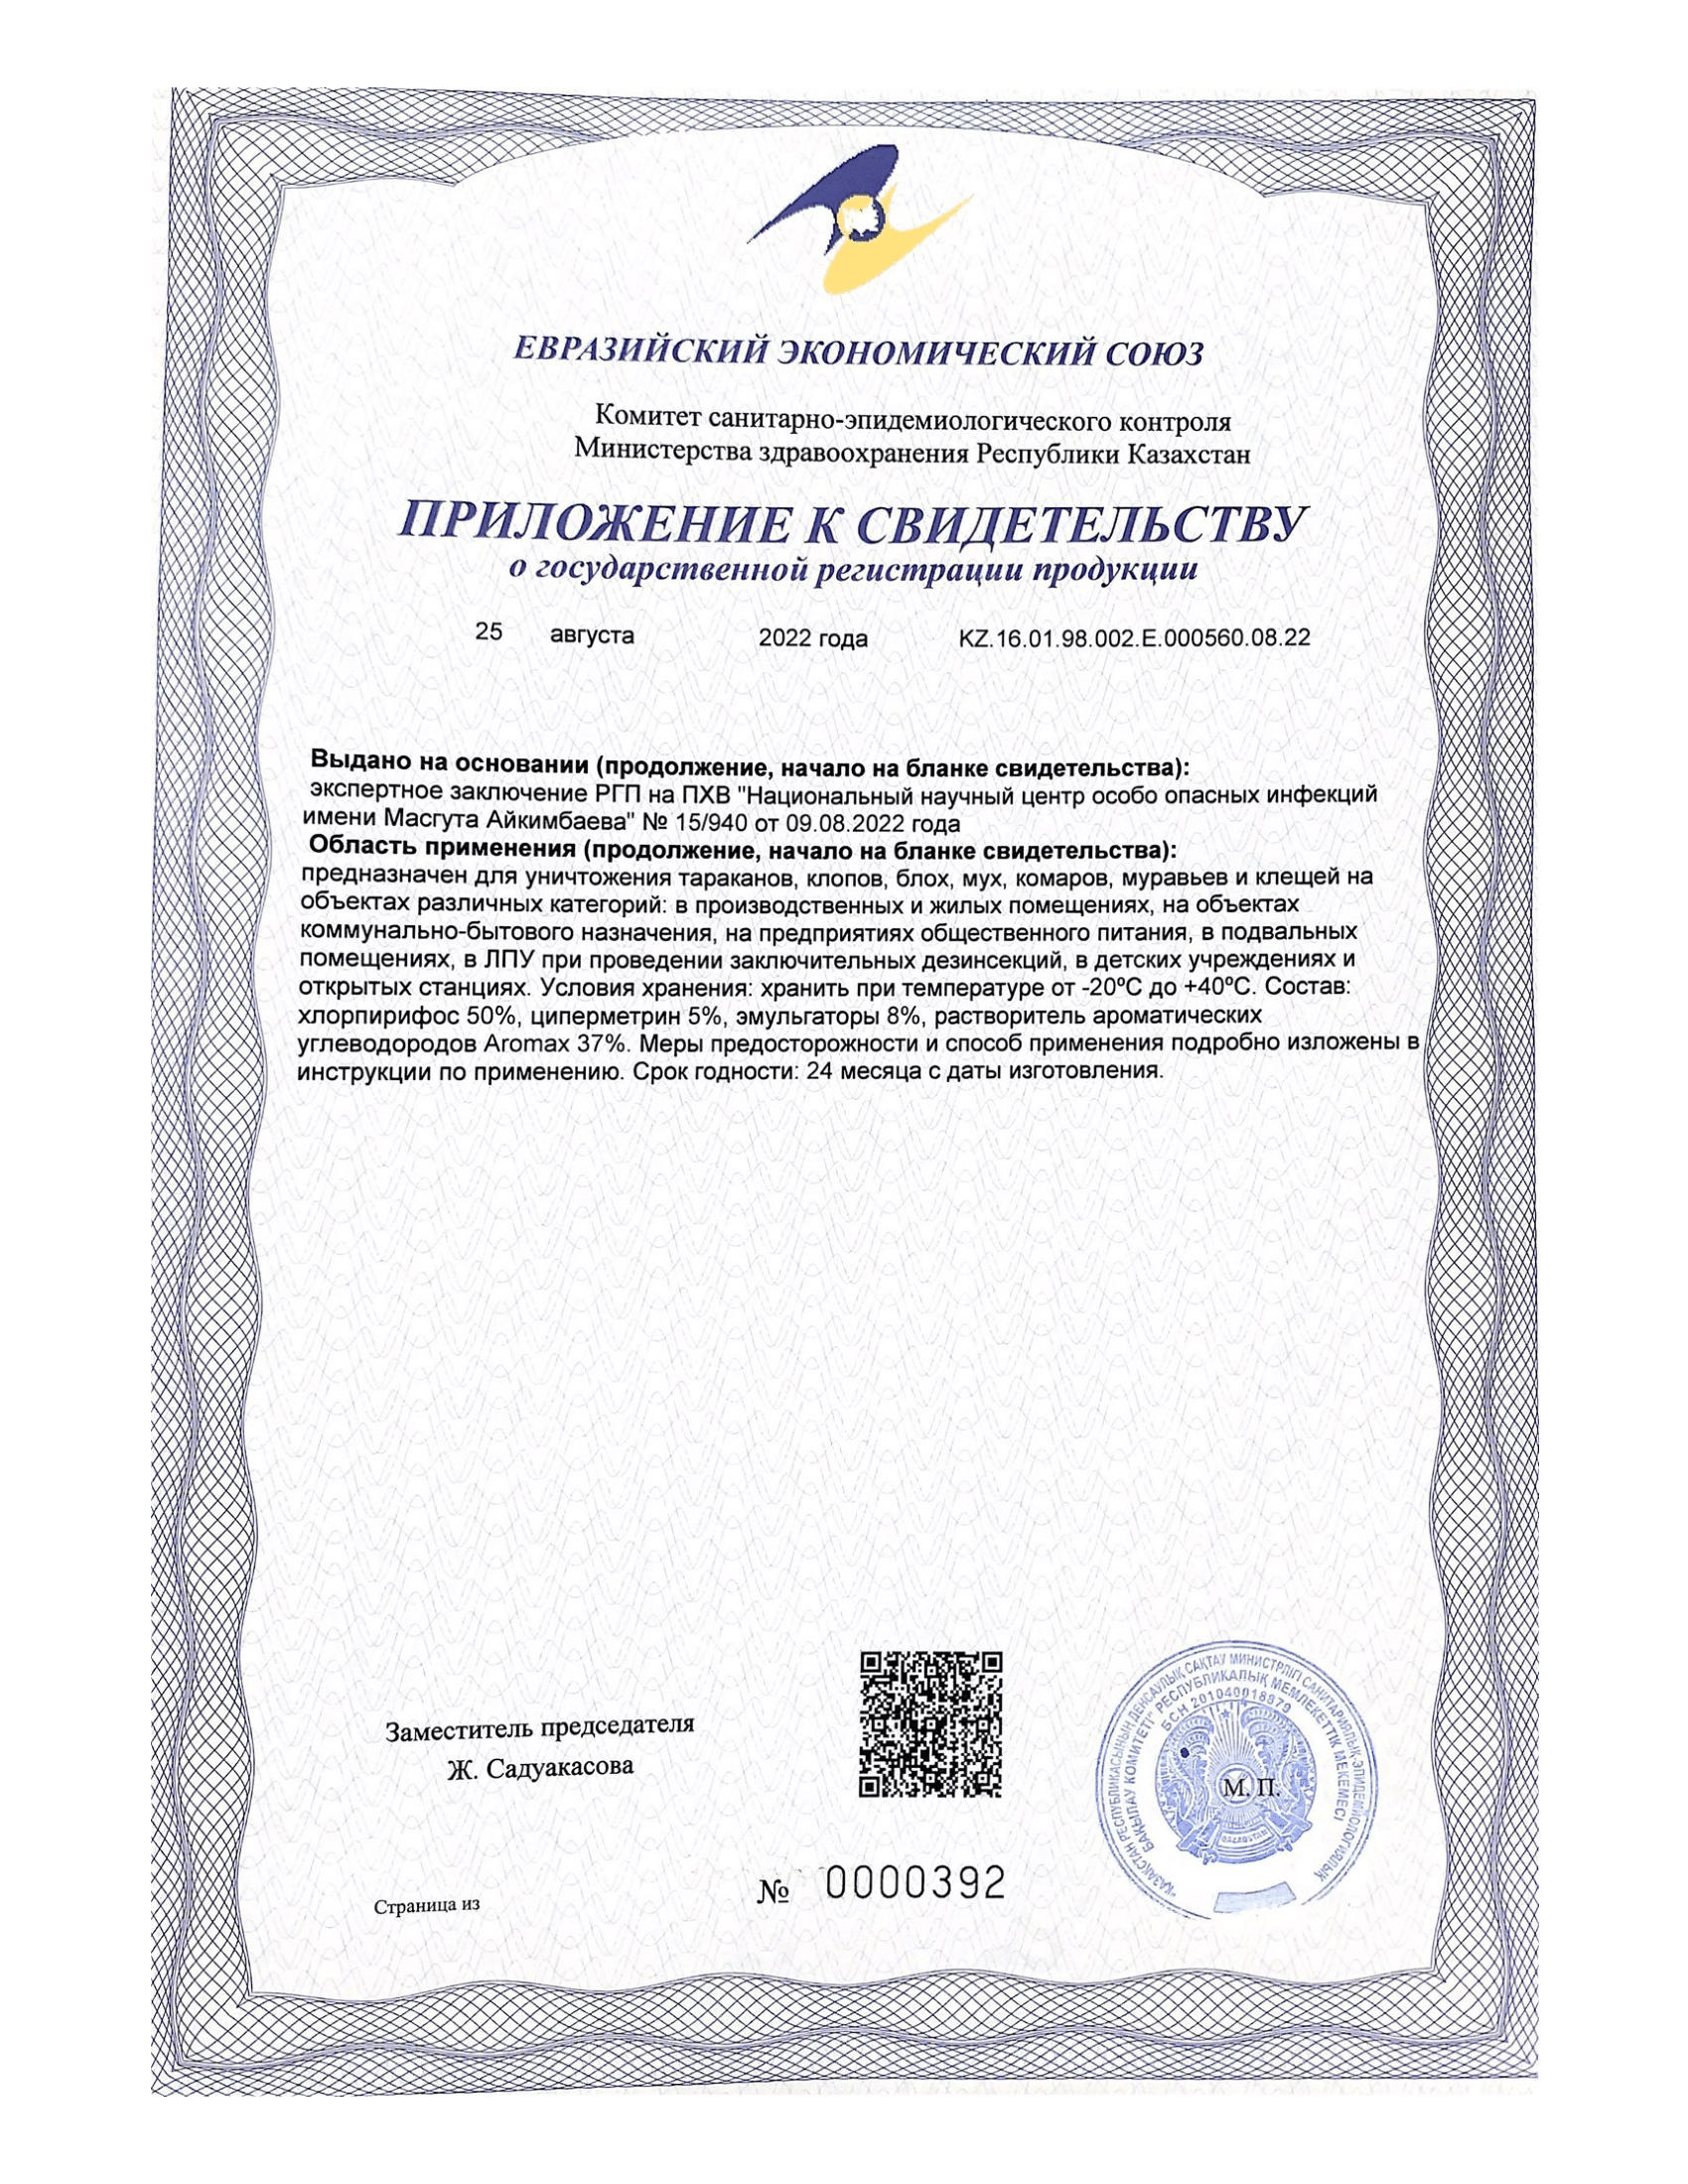 ЕВРАЗИЙСКИЙ ЭКОНОМИЧЕСКИЙ СОЮЗ
Комитет санитарно-эпидемиологического контроля
Министерства здравоохранения Республики Казахстан
ПРИЛОЖЕНИЕ К СВИДЕТЕЛЬСТВУ
о государственной регистрации продукции
25 августа 2022 года KZ.16.01.98.002.E.000560.08.22
Выдано на основании (продолжение, начало на бланке свидетельства):
экспертное заключение РГП на ПХВ "Национальный научный центр особо опасных инфекций
имени Масгута Айкимбаева" № 15/940 от 09.08.2022 года
Область применения (продолжение, начало на бланке свидетельства):
предназначен для уничтожения тараканов, клопов, блох, мух, комаров, муравьев и клещей на
объектах различных категорий: в производственных и жилых помещениях, на объектах
коммунально-бытового назначения, на предприятиях общественного питания, в подвальных
помещениях, в ЛПУ при проведении заключительных дезинсекций, в детских учреждениях и
открытых станциях. Условия хранения: хранить при температуре от -20ºС до +40ºС. Состав:
хлорпирифос 50%, циперметрин 5%, эмульгаторы 8%, растворитель ароматических
углеводородов Aromax 37%. Меры предосторожности и способ применения подробно изложены в
инструкции по применению. Срок годности: 24 месяца с даты изготовления.
Заместитель председателя
Ж. Садуакасова
"ҚАЗАҚСТАН РЕСПУБЛИКАСЫНЫҢ ДЕНСАУЛЫҚ САҚТАУ МИНИСТРЛІГІ САНИТАРИЯЛЫҚ-ЭПИДЕМИОЛОГИЯЛЫҚ
БАҚЫЛАУ КОМИТЕТІ" РЕСПУБЛИКАЛЫҚ МЕМЛЕКЕТТІК МЕКЕМЕСІ
БСН 201040018979
М. П.
QAZAQSTAN
№ 0000392
Страница из